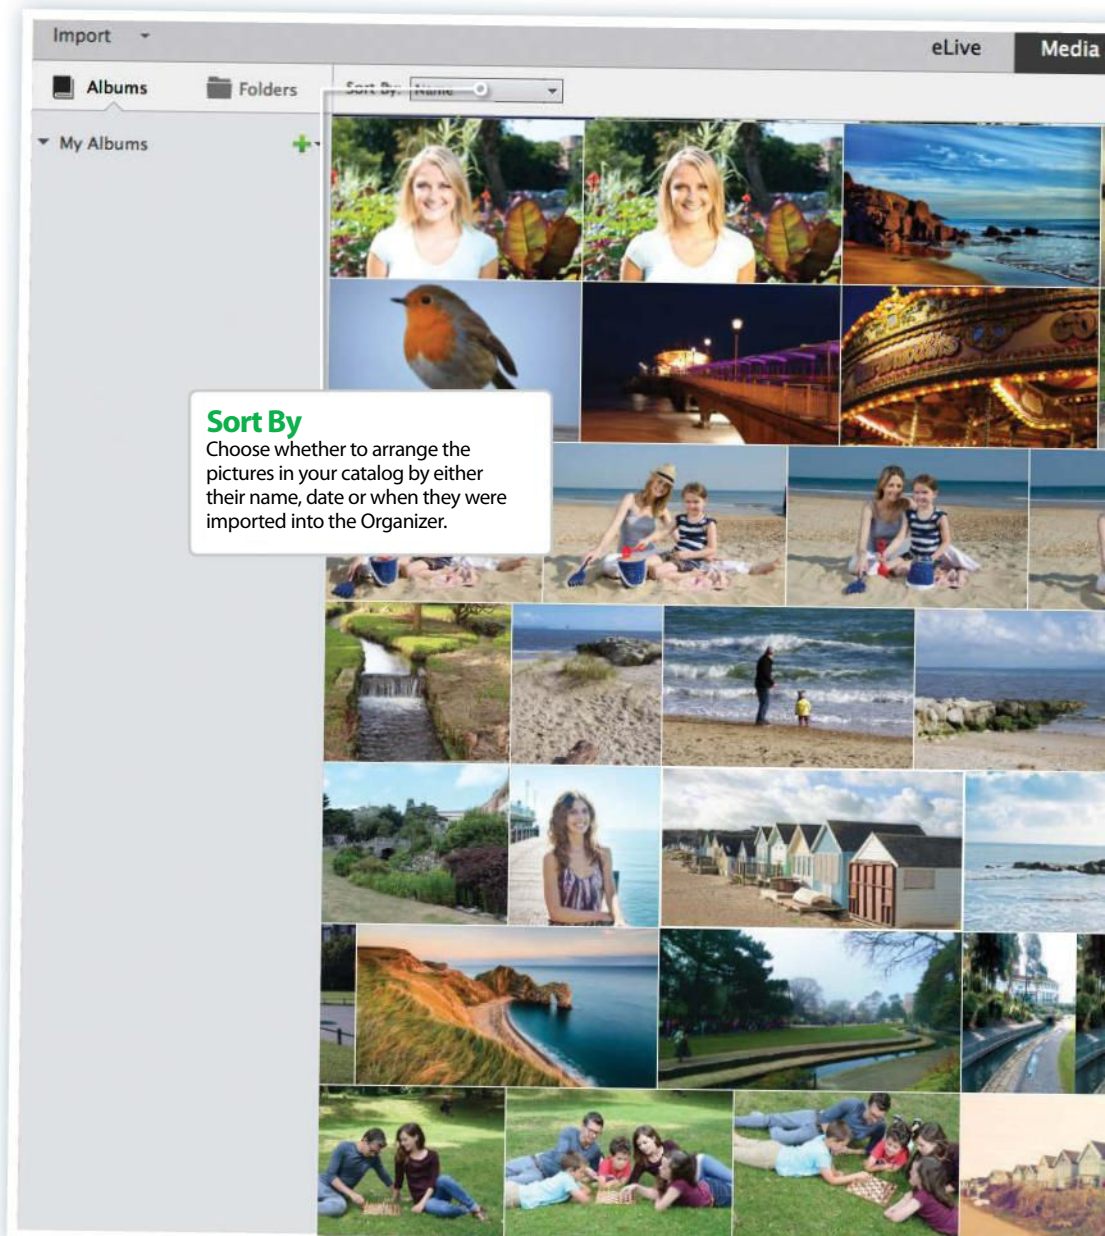 Import
eLive
Media
Albums
Folders
Sort By: Name
My Albums
Sort By
Choose whether to arrange the
pictures in your catalog by either
their name, date or when they were
imported into the Organizer.